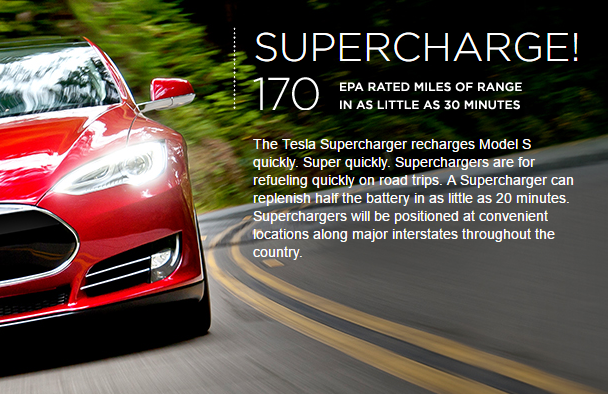 SUPERCHARGE!
170 EPA RATED MILES OF RANGE
IN AS LITTLE AS 30 MINUTES
The Tesla Supercharger recharges Model S
quickly. Super quickly. Superchargers are for
refueling quickly on road trips. A Supercharger can
replenish half the battery in as little as 20 minutes.
Superchargers will be positioned at convenient
locations along major interstates throughout the
country.